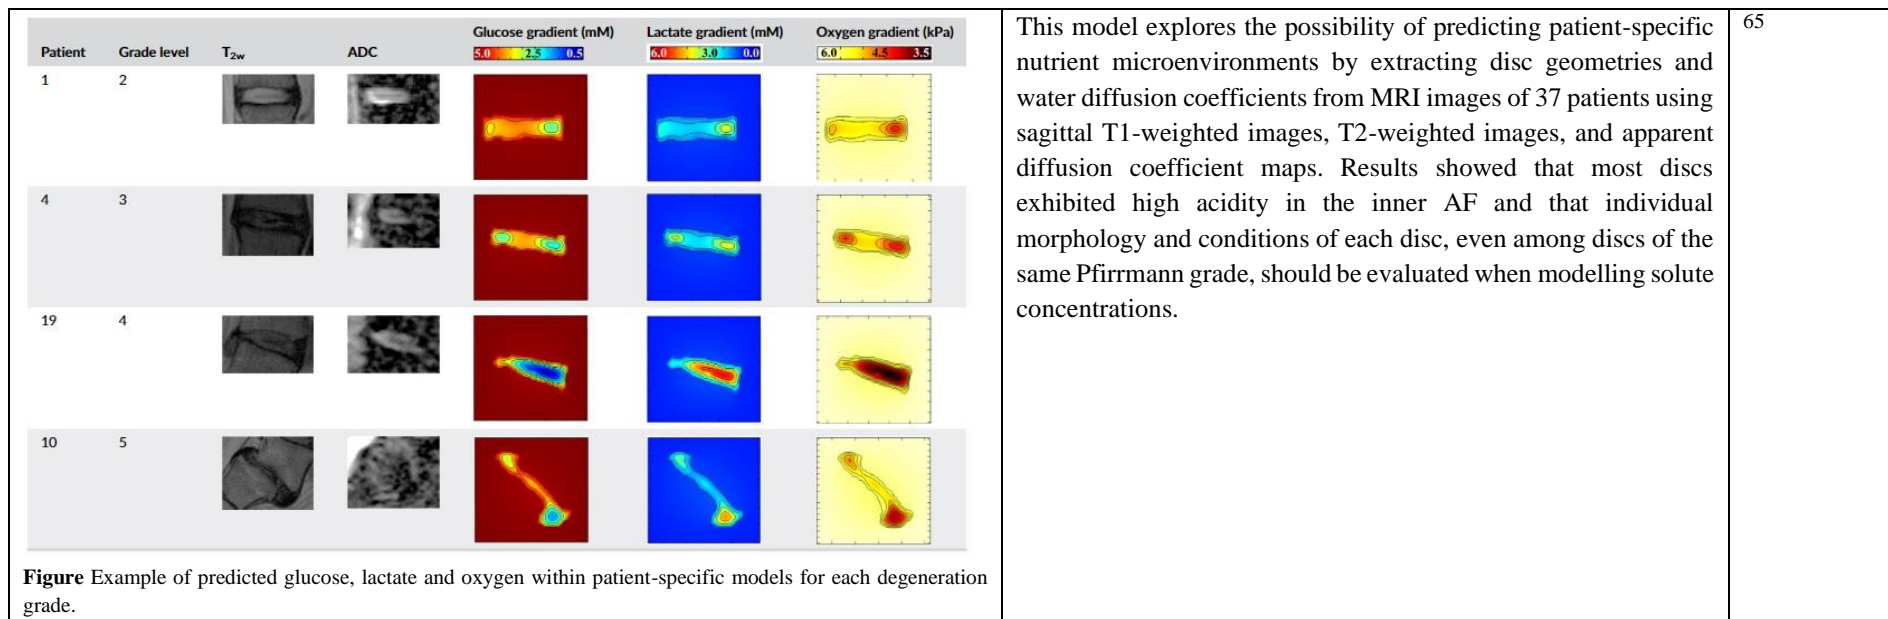 Glucose gradient (mM) Lactate gradient (mM) Oxygen gradient (kPa)
Patient Grade level T2w ADC
5.0 2.5 0.5 6.0 3.0 0.0 6.0 4.5 3.5
1 2
4 3
19 4
10 5
Figure Example of predicted glucose, lactate and oxygen within patient-specific models for each degeneration
grade.
This model explores the possibility of predicting patient-specific
nutrient microenvironments by extracting disc geometries and
water diffusion coefficients from MRI images of 37 patients using
sagittal T1-weighted images, T2-weighted images, and apparent
diffusion coefficient maps. Results showed that most discs
exhibited high acidity in the inner AF and that individual
morphology and conditions of each disc, even among discs of the
same Pfirrmann grade, should be evaluated when modelling solute
concentrations.
65